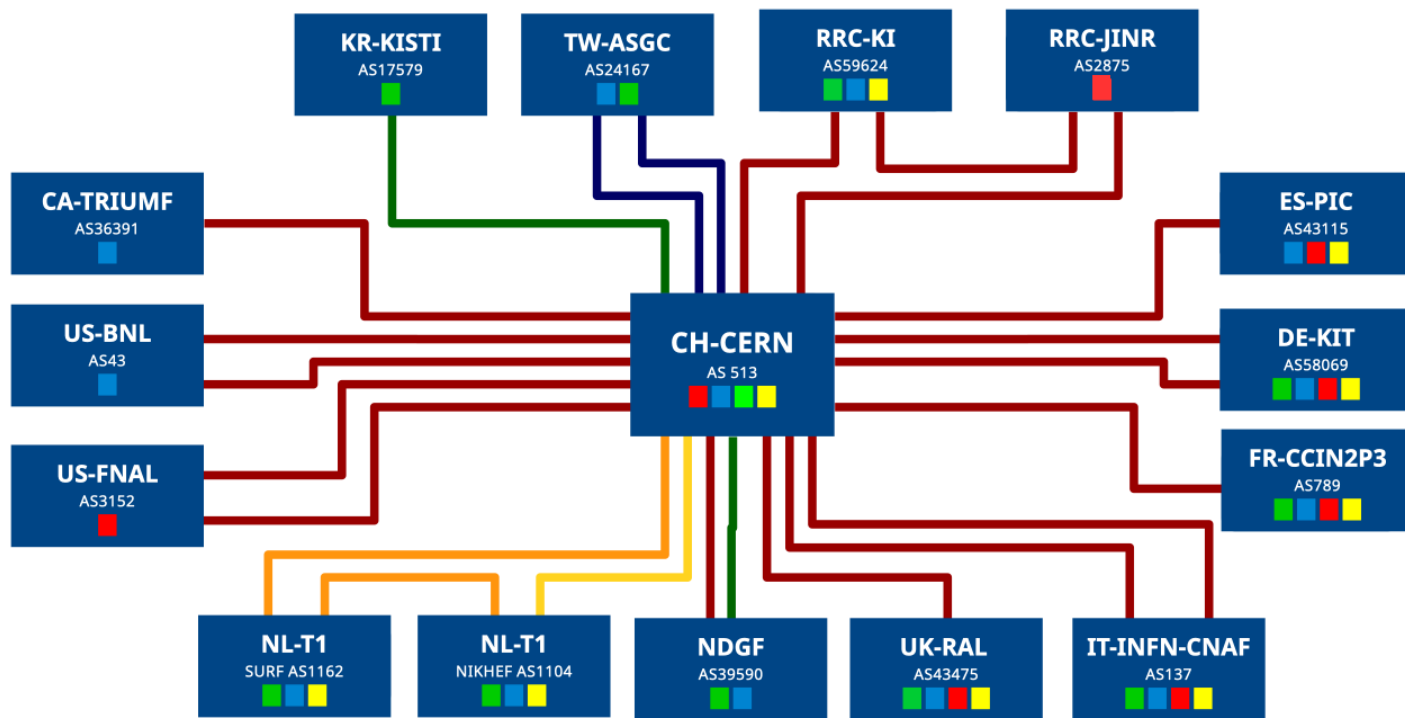 KR-KISTI
AS17579
TW-ASGC
AS24167
RRC-KI
AS59624
RRC-JINR
AS2875
CA-TRIUMF
AS36391
ES-PIC
AS43115
US-BNL
AS43
CH-CERN
AS 513
DE-KIT
AS58069
US-FNAL
AS3152
FR-CCIN2P3
AS789
NL-T1
SURF AS1162
NL-T1
NIKHEF AS1104
NDGF
AS39590
UK-RAL
AS43475
IT-INFN-CNAF
AS137